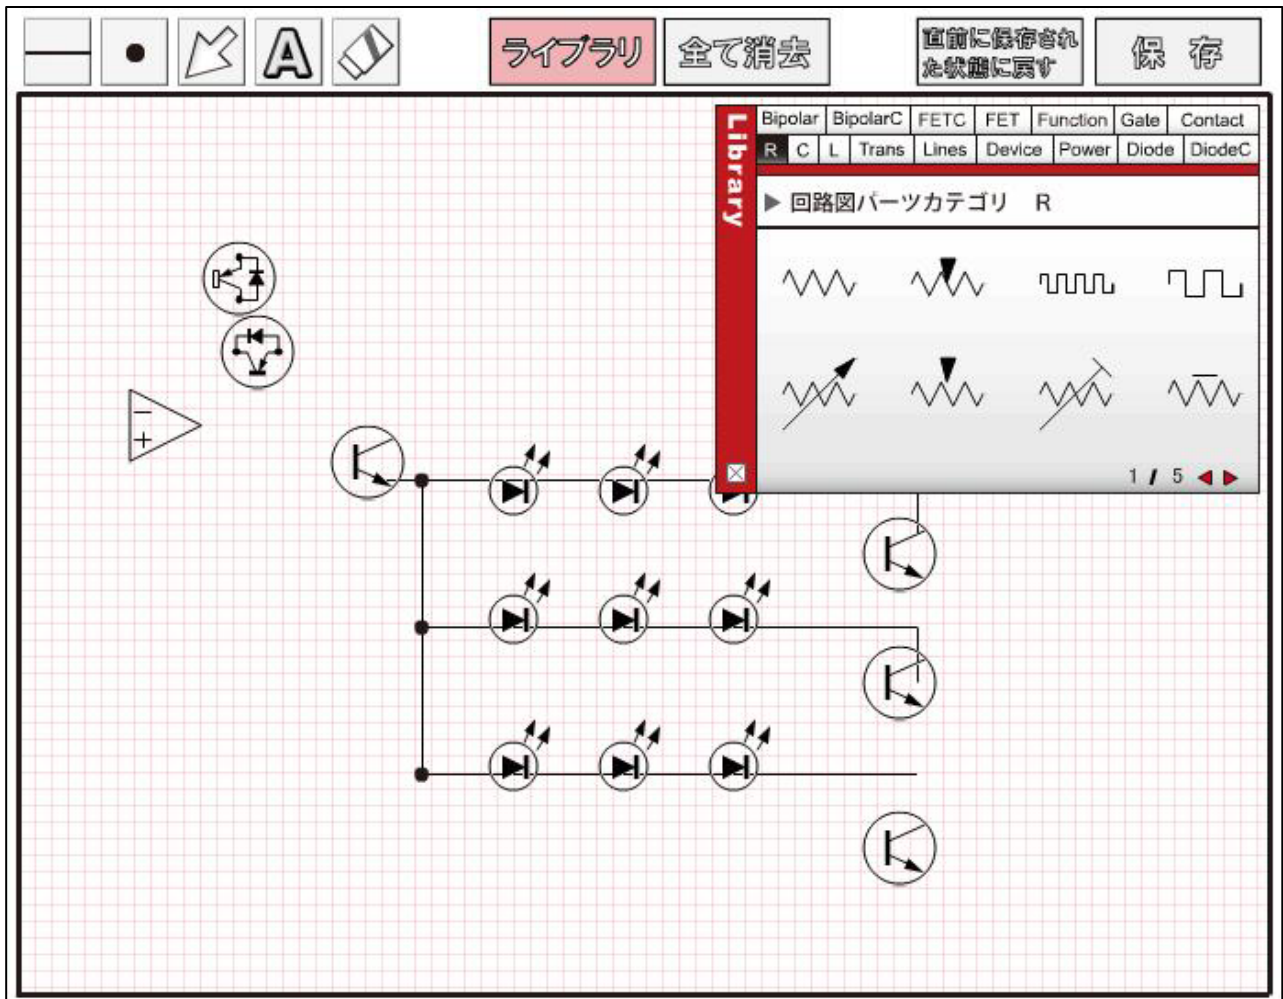 A
ライブラリ
全て消去
直前に保存され
た状態に戻す
保 存
Library
Bipolar BipolarC FETC FET Function Gate Contact
R C L Trans Lines Device Power Diode DiodeC
▶ 回路図パーツカテゴリ R
1 / 5